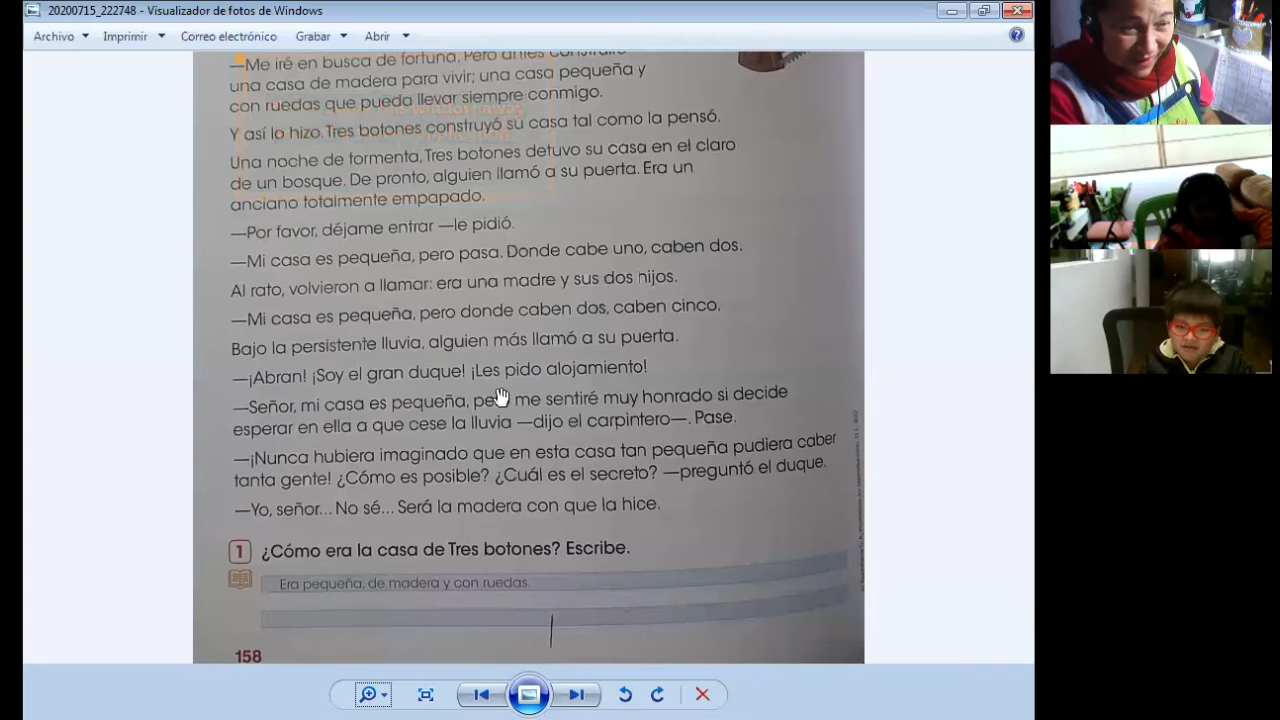 20200715_222748 - Visualizador de fotos de Windows
Archivo Imprimir Correo electrónico Grabar Abrir
—Me iré en busca de fortuna. Pero antes construiré
una casa de madera para vivir; una casa pequeña y
con ruedas que pueda llevar siempre conmigo.
Y así lo hizo. Tres botones construyó su casa tal como la pensó.
Una noche de tormenta, Tres botones detuvo su casa en el claro
de un bosque. De pronto, alguien llamó a su puerta. Era un
anciano totalmente empapado.
—Por favor, déjame entrar —le pidió.
—Mi casa es pequeña, pero pasa. Donde cabe uno, caben dos.
Al rato, volvieron a llamar: era una madre y sus dos hijos.
—Mi casa es pequeña, pero donde caben dos, caben cinco.
Bajo la persistente lluvia, alguien más llamó a su puerta.
—¡Abran! ¡Soy el gran duque! ¡Les pido alojamiento!
—Señor, mi casa es pequeña, pero me sentiré muy honrado si decide
esperar en ella a que cese la lluvia —dijo el carpintero—. Pase.
—¡Nunca hubiera imaginado que en esta casa tan pequeña pudiera caber
tanta gente! ¿Cómo es posible? ¿Cuál es el secreto? —preguntó el duque.
—Yo, señor... No sé... Será la madera con que la hice.
1 ¿Cómo era la casa de Tres botones? Escribe.
Era pequeña, de madera y con ruedas.
158